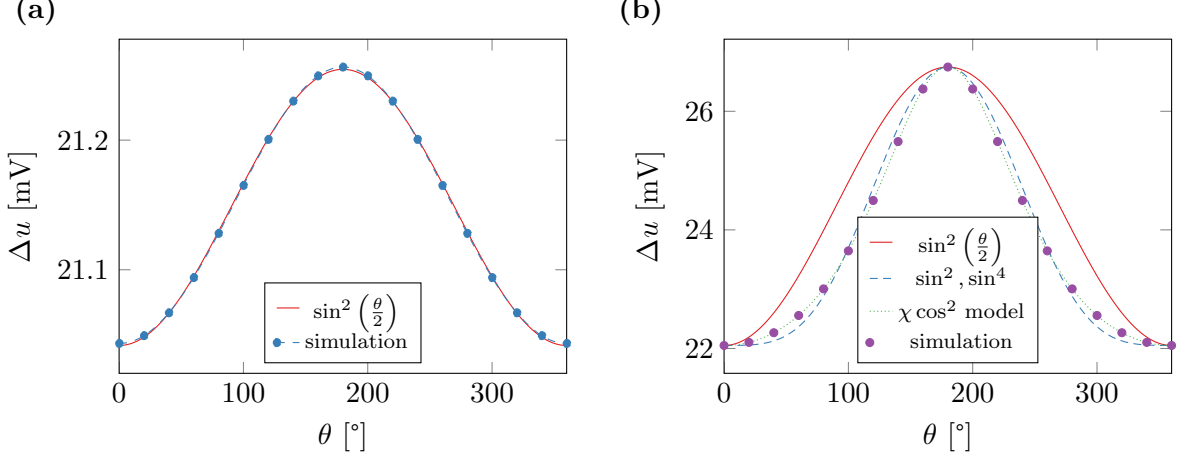 (a)
21.2
21.1
Δu [mV]
0
100
200
300
θ [°]
sin² (θ/2)
simulation
(b)
26
24
22
Δu [mV]
0
100
200
300
θ [°]
sin² (θ/2)
sin² , sin⁴
χ cos² model
simulation